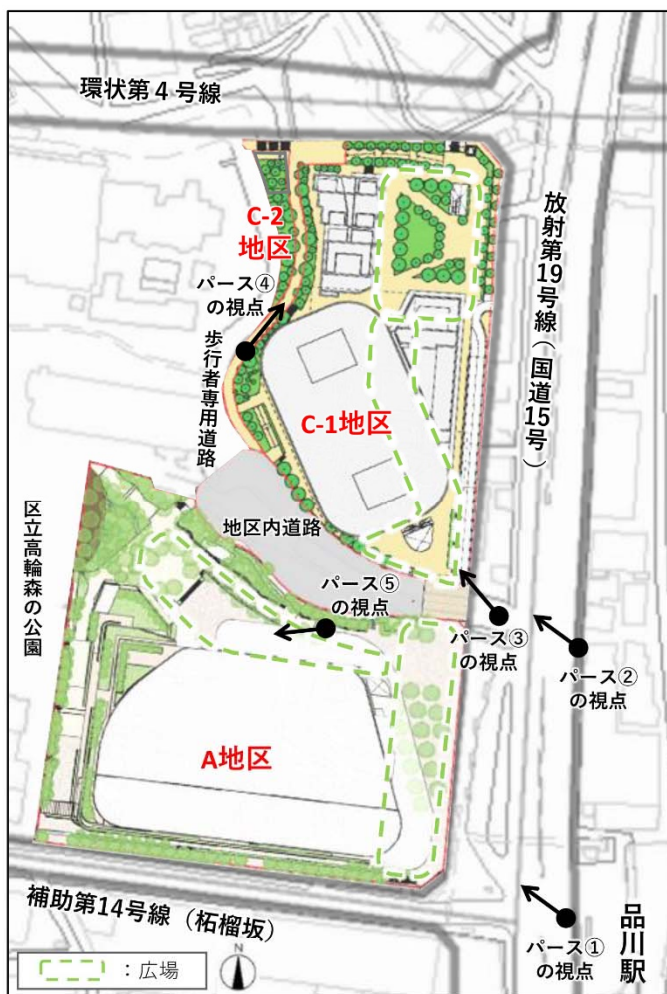 環状第4号線
C-2
地区
パース④
の視点
歩行者専用道路
放射第19号線（国道15号）
C-1地区
地区内道路
区立高輪森の公園
パース⑤
の視点
パース③
の視点
パース②
の視点
A地区
補助第14号線（柘榴坂）
パース①
の視点
品川駅
：広場
N